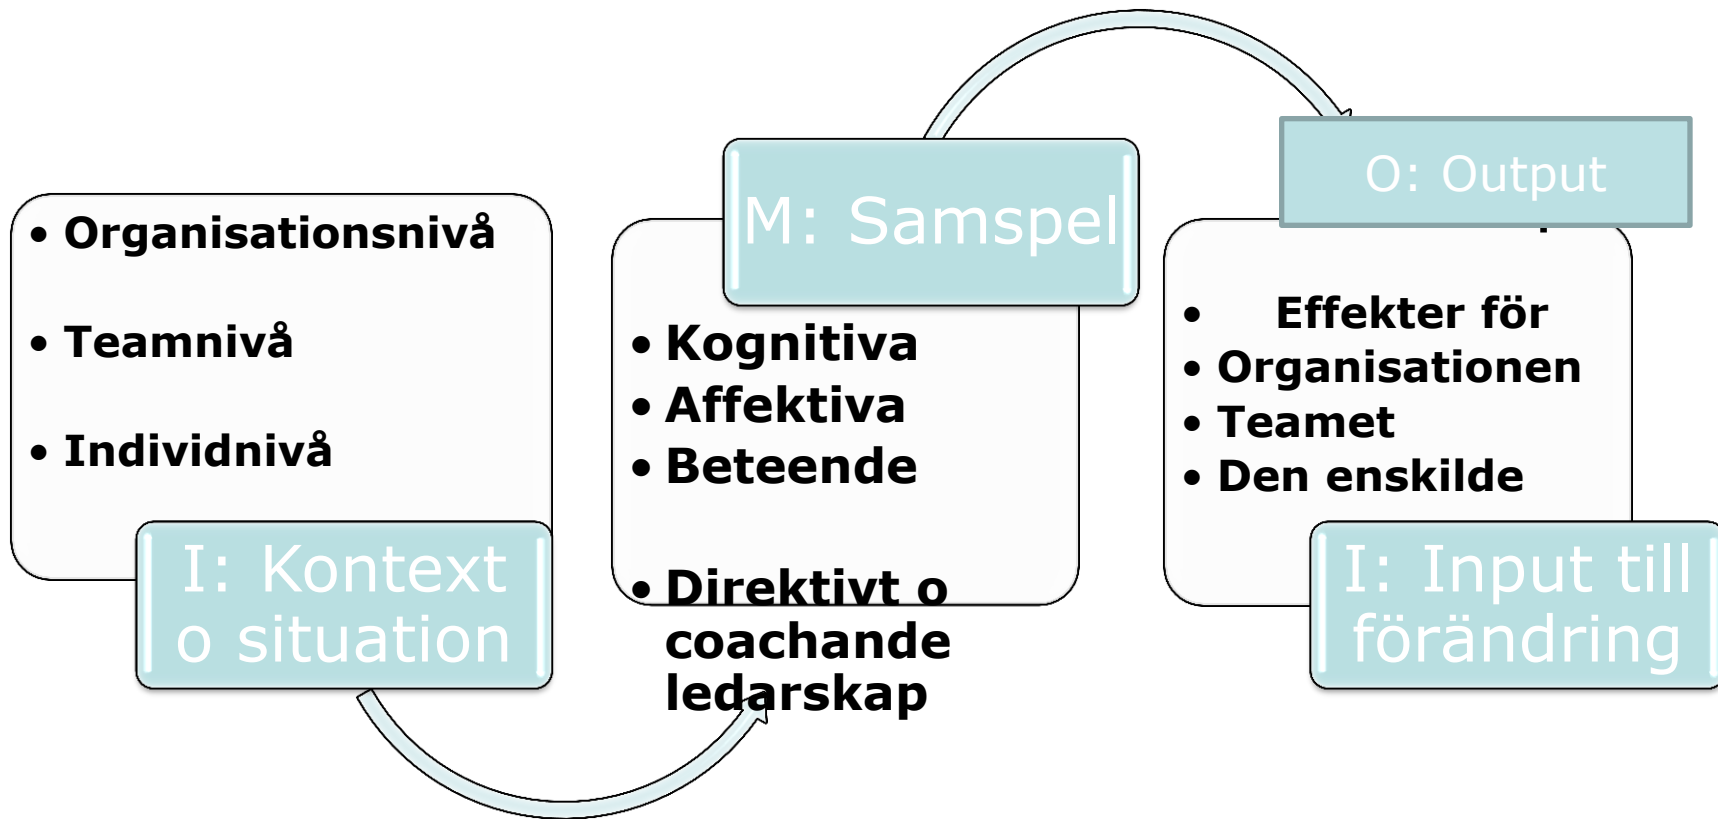 • Organisationsnivå
• Teamnivå
• Individnivå
I: Kontext
o situation
M: Samspel
• Kognitiva
• Affektiva
• Beteende
• Direktivt o
coachande
ledarskap
O: Output
• Effekter för
• Organisationen
• Teamet
• Den enskilde
I: Input till
förändring